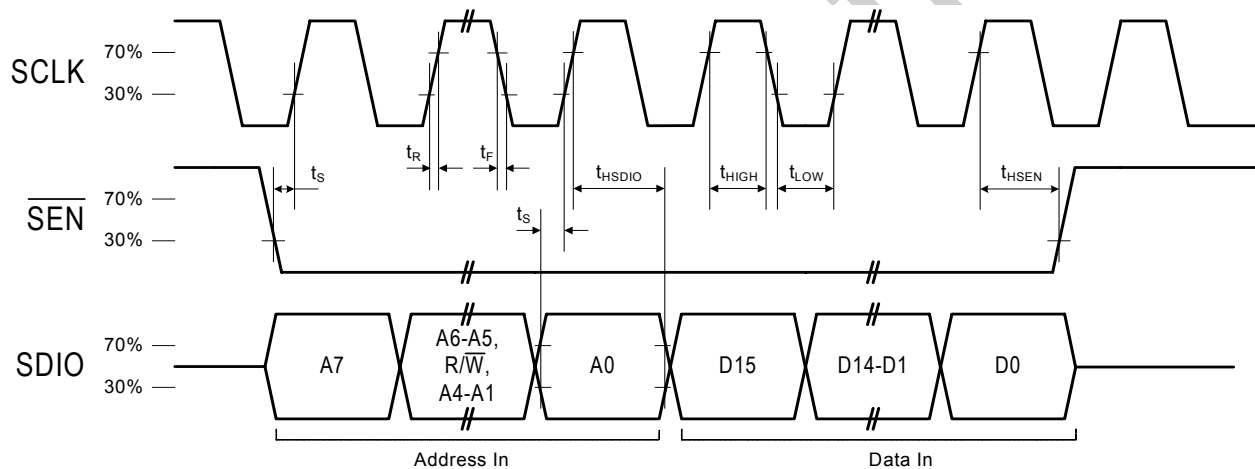 SCLK
70%
30%
tR
tF
tS
tHSDIO
tHIGH
tLOW
tHSEN
SEN
70%
30%
tS
SDIO
70%
30%
A7
A6-A5,
R/W,
A4-A1
A0
D15
D14-D1
D0
Address In
Data In